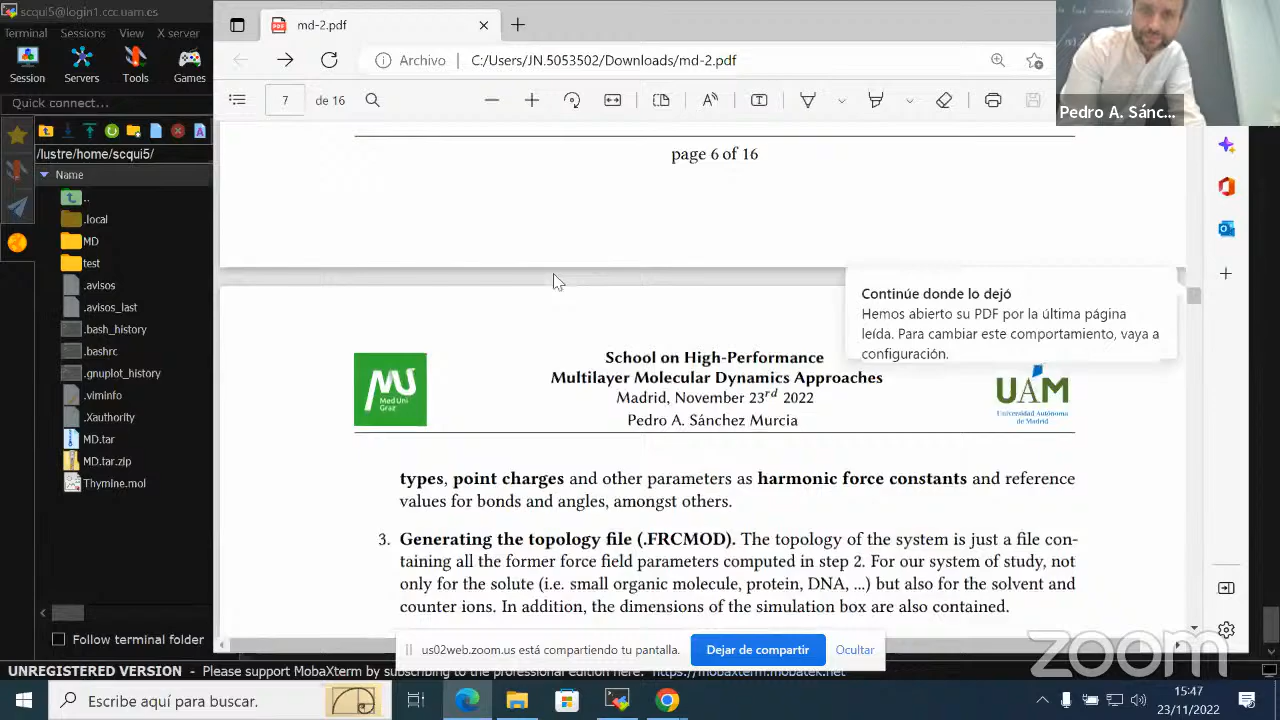 scqui5@login1.ccc.uam.es
Terminal Sessions View X server
Session Servers Tools Games
Quick connect...
/lustre/home/scqui5/
Name
..
.local
MD
test
.avisos
.avisos_last
.bash_history
.bashrc
.gnuplot_history
.viminfo
.Xauthority
MD.tar
MD.tar.zip
Thymine.mol
Follow terminal folder
md-2.pdf
Archivo C:/Users/JN.5053502/Downloads/md-2.pdf
7 de 16
Pedro A. Sánc...
page 6 of 16
Continúe donde lo dejó
Hemos abierto su PDF por la última página
leída. Para cambiar este comportamiento, vaya a
configuración.
MedUni
Graz
School on High-Performance
Multilayer Molecular Dynamics Approaches
Madrid, November 23rd 2022
Pedro A. Sánchez Murcia
UAM
Universidad Autónoma
de Madrid
types, point charges and other parameters as harmonic force constants and reference
values for bonds and angles, amongst others.
3. Generating the topology file (.FRCMOD). The topology of the system is just a file con-
taining all the former force field parameters computed in step 2. For our system of study, not
only for the solute (i.e. small organic molecule, protein, DNA, ...) but also for the solvent and
counter ions. In addition, the dimensions of the simulation box are also contained.
us02web.zoom.us está compartiendo tu pantalla. Dejar de compartir Ocultar
zoom
UNREGISTERED VERSION - Please support MobaXterm by subscribing to the professional edition here: https://mobaxterm.mobatek.net
Escribe aquí para buscar.
15:47
23/11/2022